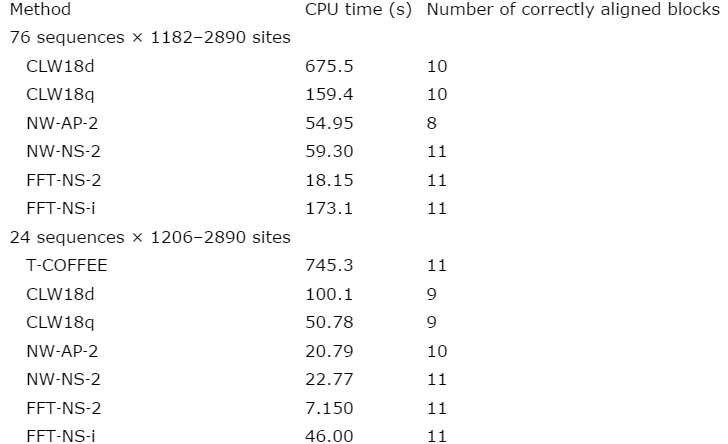 Method CPU time (s) Number of correctly aligned blocks
76 sequences × 1182–2890 sites
CLW18d 675.5 10
CLW18q 159.4 10
NW-AP-2 54.95 8
NW-NS-2 59.30 11
FFT-NS-2 18.15 11
FFT-NS-i 173.1 11
24 sequences × 1206–2890 sites
T-COFFEE 745.3 11
CLW18d 100.1 9
CLW18q 50.78 9
NW-AP-2 20.79 10
NW-NS-2 22.77 11
FFT-NS-2 7.150 11
FFT-NS-i 46.00 11